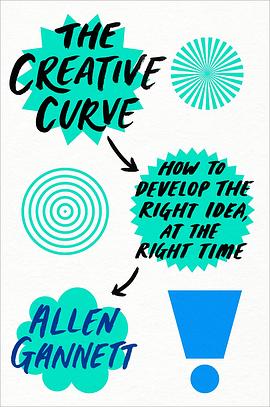 THE
CREATIVE
CURVE
HOW TO
DEVELOP THE
RIGHT IDEA,
AT THE
RIGHT TIME
ALLEN
GANNETT